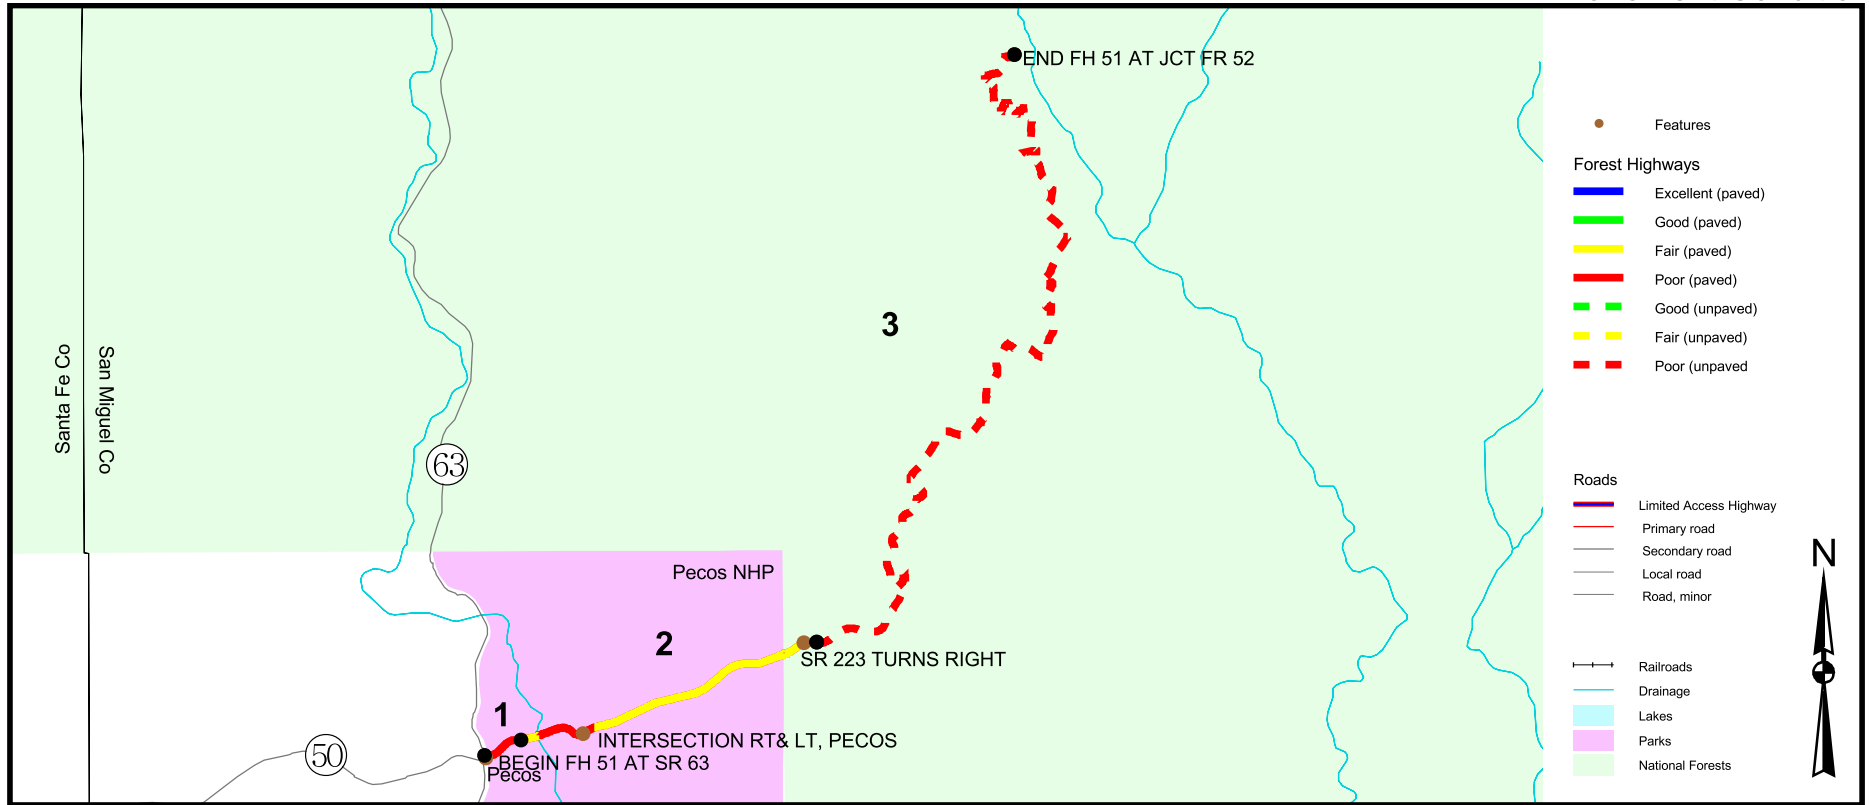 END FH 51 AT JCT FR 52
Features
Forest Highways
Excellent (paved)
Good (paved)
Fair (paved)
Poor (paved)
Good (unpaved)
Fair (unpaved)
Poor (unpaved
3
Santa Fe Co
San Miguel Co
63
Roads
Limited Access Highway
Primary road
Secondary road
Local road
Road, minor
N
Pecos NHP
2
SR 223 TURNS RIGHT
Railroads
Drainage
Lakes
Parks
National Forests
1
INTERSECTION RT& LT, PECOS
BEGIN FH 51 AT SR 63
Pecos
50